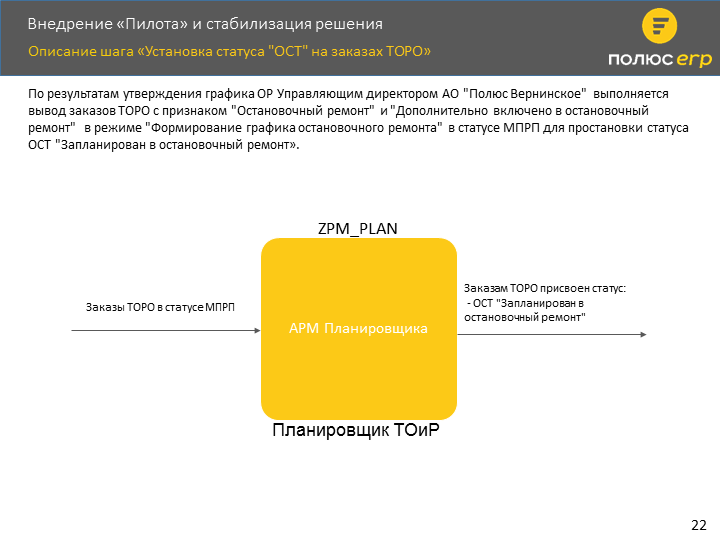 Внедрение «Пилота» и стабилизация решения
Описание шага «Установка статуса "ОСТ" на заказах ТОРО»
ПОЛЮС erp
По результатам утверждения графика ОР Управляющим директором АО "Полюс Вернинское" выполняется
вывод заказов ТОРО с признаком "Остановочный ремонт" и "Дополнительно включено в остановочный
ремонт" в режиме "Формирование графика остановочного ремонта" в статусе МПРП для простановки статуса
ОСТ "Запланирован в остановочный ремонт».
ZPM_PLAN
Заказы ТОРО в статусе МПРП
АРМ Планировщика
Заказам ТОРО присвоен статус:
- ОСТ "Запланирован в
остановочный ремонт"
Планировщик ТОиР
22